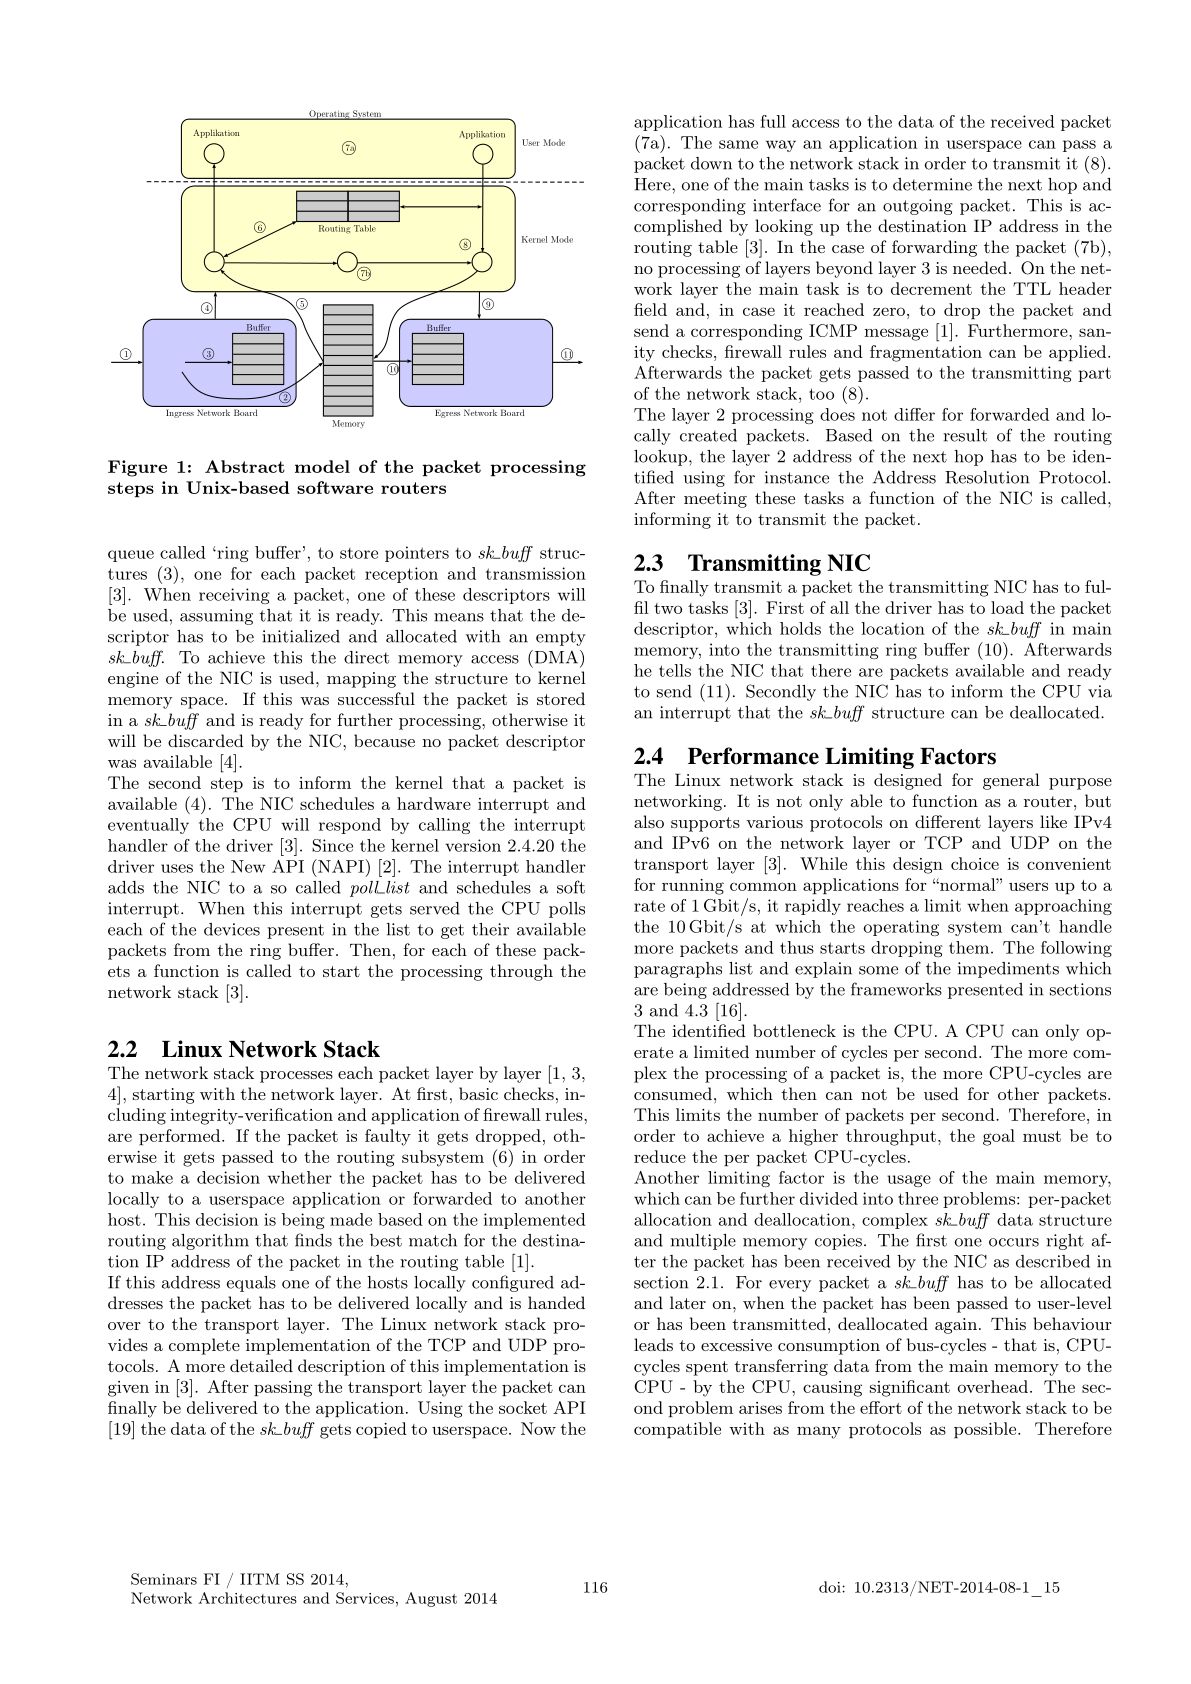 Operating System
Applikation
Applikation
7a
User Mode
6
Routing Table
8
Kernel Mode
7b
4
5
9
Buffer
Buffer
1
3
11
10
2
Ingress Network Board
Egress Network Board
Memory
Figure 1: Abstract model of the packet processing
steps in Unix-based software routers
queue called ‘ring buffer’, to store pointers to sk_buff struc-
tures (3), one for each packet reception and transmission
[3]. When receiving a packet, one of these descriptors will
be used, assuming that it is ready. This means that the de-
scriptor has to be initialized and allocated with an empty
sk_buff. To achieve this the direct memory access (DMA)
engine of the NIC is used, mapping the structure to kernel
memory space. If this was successful the packet is stored
in a sk_buff and is ready for further processing, otherwise it
will be discarded by the NIC, because no packet descriptor
was available [4].
The second step is to inform the kernel that a packet is
available (4). The NIC schedules a hardware interrupt and
eventually the CPU will respond by calling the interrupt
handler of the driver [3]. Since the kernel version 2.4.20 the
driver uses the New API (NAPI) [2]. The interrupt handler
adds the NIC to a so called poll_list and schedules a soft
interrupt. When this interrupt gets served the CPU polls
each of the devices present in the list to get their available
packets from the ring buffer. Then, for each of these pack-
ets a function is called to start the processing through the
network stack [3].
2.2 Linux Network Stack
The network stack processes each packet layer by layer [1, 3,
4], starting with the network layer. At first, basic checks, in-
cluding integrity-verification and application of firewall rules,
are performed. If the packet is faulty it gets dropped, oth-
erwise it gets passed to the routing subsystem (6) in order
to make a decision whether the packet has to be delivered
locally to a userspace application or forwarded to another
host. This decision is being made based on the implemented
routing algorithm that finds the best match for the destina-
tion IP address of the packet in the routing table [1].
If this address equals one of the hosts locally configured ad-
dresses the packet has to be delivered locally and is handed
over to the transport layer. The Linux network stack pro-
vides a complete implementation of the TCP and UDP pro-
tocols. A more detailed description of this implementation is
given in [3]. After passing the transport layer the packet can
finally be delivered to the application. Using the socket API
[19] the data of the sk_buff gets copied to userspace. Now the
application has full access to the data of the received packet
(7a). The same way an application in userspace can pass a
packet down to the network stack in order to transmit it (8).
Here, one of the main tasks is to determine the next hop and
corresponding interface for an outgoing packet. This is ac-
complished by looking up the destination IP address in the
routing table [3]. In the case of forwarding the packet (7b),
no processing of layers beyond layer 3 is needed. On the net-
work layer the main task is to decrement the TTL header
field and, in case it reached zero, to drop the packet and
send a corresponding ICMP message [1]. Furthermore, san-
ity checks, firewall rules and fragmentation can be applied.
Afterwards the packet gets passed to the transmitting part
of the network stack, too (8).
The layer 2 processing does not differ for forwarded and lo-
cally created packets. Based on the result of the routing
lookup, the layer 2 address of the next hop has to be iden-
tified using for instance the Address Resolution Protocol.
After meeting these tasks a function of the NIC is called,
informing it to transmit the packet.
2.3 Transmitting NIC
To finally transmit a packet the transmitting NIC has to ful-
fil two tasks [3]. First of all the driver has to load the packet
descriptor, which holds the location of the sk_buff in main
memory, into the transmitting ring buffer (10). Afterwards
he tells the NIC that there are packets available and ready
to send (11). Secondly the NIC has to inform the CPU via
an interrupt that the sk_buff structure can be deallocated.
2.4 Performance Limiting Factors
The Linux network stack is designed for general purpose
networking. It is not only able to function as a router, but
also supports various protocols on different layers like IPv4
and IPv6 on the network layer or TCP and UDP on the
transport layer [3]. While this design choice is convenient
for running common applications for “normal” users up to a
rate of 1 Gbit/s, it rapidly reaches a limit when approaching
the 10 Gbit/s at which the operating system can’t handle
more packets and thus starts dropping them. The following
paragraphs list and explain some of the impediments which
are being addressed by the frameworks presented in sections
3 and 4.3 [16].
The identified bottleneck is the CPU. A CPU can only op-
erate a limited number of cycles per second. The more com-
plex the processing of a packet is, the more CPU-cycles are
consumed, which then can not be used for other packets.
This limits the number of packets per second. Therefore, in
order to achieve a higher throughput, the goal must be to
reduce the per packet CPU-cycles.
Another limiting factor is the usage of the main memory,
which can be further divided into three problems: per-packet
allocation and deallocation, complex sk_buff data structure
and multiple memory copies. The first one occurs right af-
ter the packet has been received by the NIC as described in
section 2.1. For every packet a sk_buff has to be allocated
and later on, when the packet has been passed to user-level
or has been transmitted, deallocated again. This behaviour
leads to excessive consumption of bus-cycles - that is, CPU-
cycles spent transferring data from the main memory to the
CPU - by the CPU, causing significant overhead. The sec-
ond problem arises from the effort of the network stack to be
compatible with as many protocols as possible. Therefore
Seminars FI / IITM SS 2014,
Network Architectures and Services, August 2014
116
doi: 10.2313/NET-2014-08-1_15